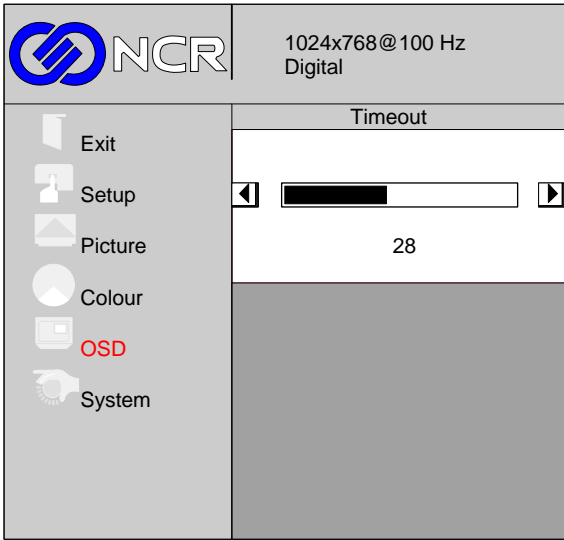 NCR
1024x768@100 Hz
Digital
Timeout
Exit
Setup
Picture
Colour
OSD
System
28